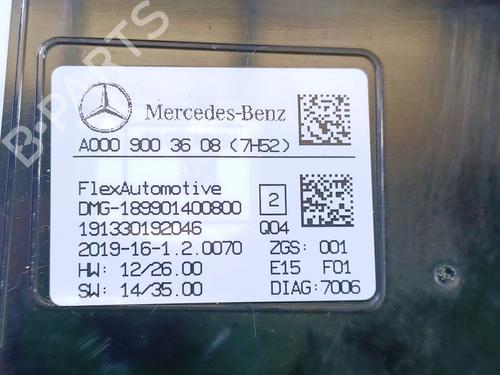 Mercedes-Benz
A000 900 36 08 (7H52)
FlexAutomotive
DMG-189901400800
2
191330192046
Q04
2019-16-1.2.0070
ZGS: 001
HW: 12/26.00
E15 F01
SW: 14/35.00
DIAG:7006
B-PARTS